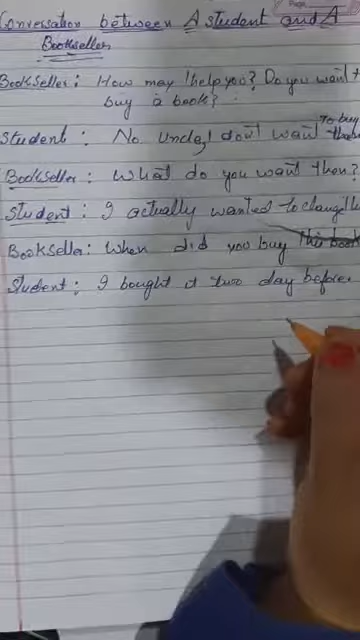 Conversation between A student and A
Bookseller
Bookseller: How may I help you? Do you want t
buy a book?
Student: No Uncle, I don't want to buy
Bookseller: What do you want then?
Student: I actually wanted to change
Bookseller: When did you buy this book
Student: I bought it two day before.